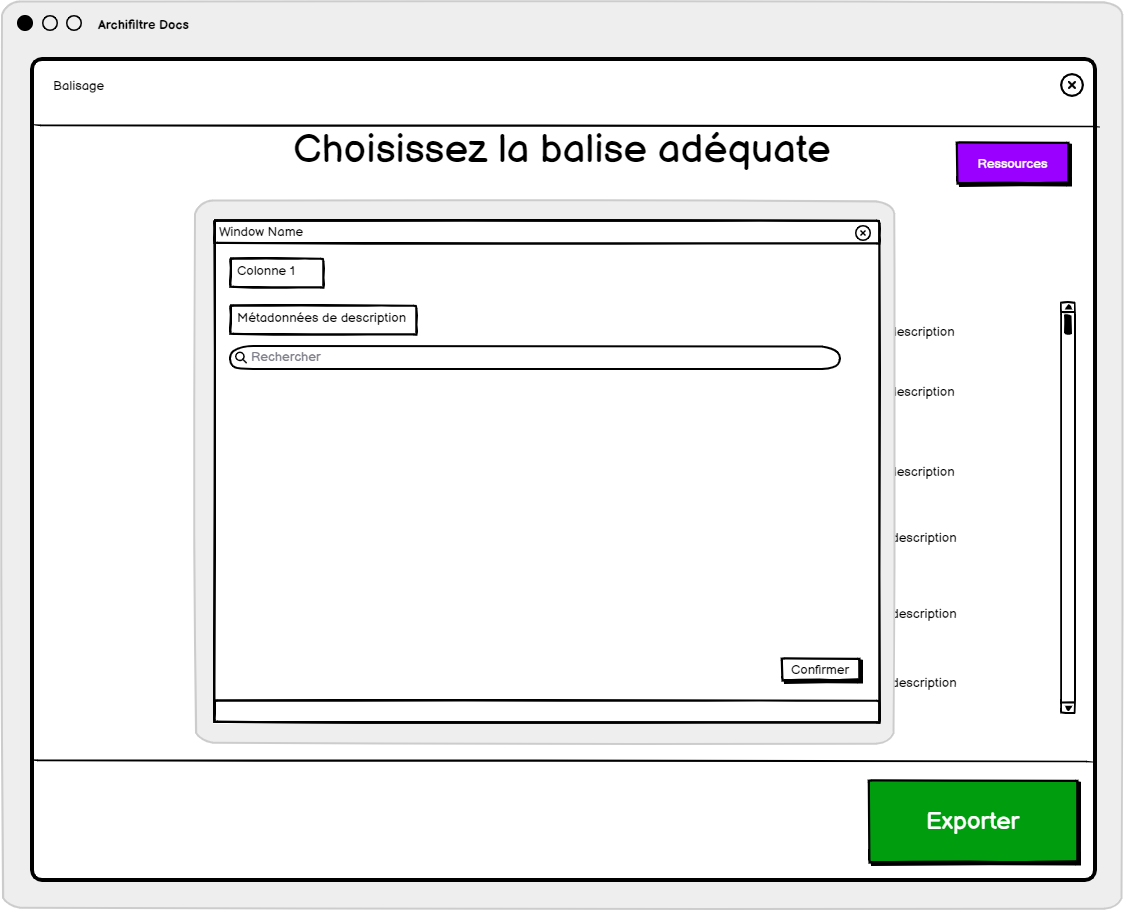 Archifiltre Docs
Balisage
Choisissez la balise adéquate
Ressources
Window Name
Colonne 1
Métadonnées de description
Rechercher
description
description
description
description
description
description
Confirmer
Exporter